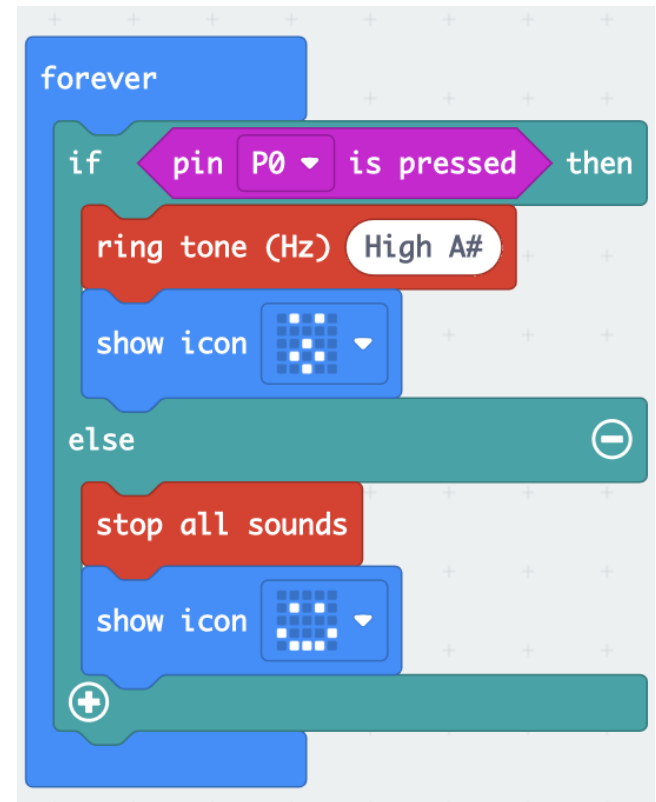 forever
if pin P0 is pressed then
ring tone (Hz) High A#
show icon
else
stop all sounds
show icon